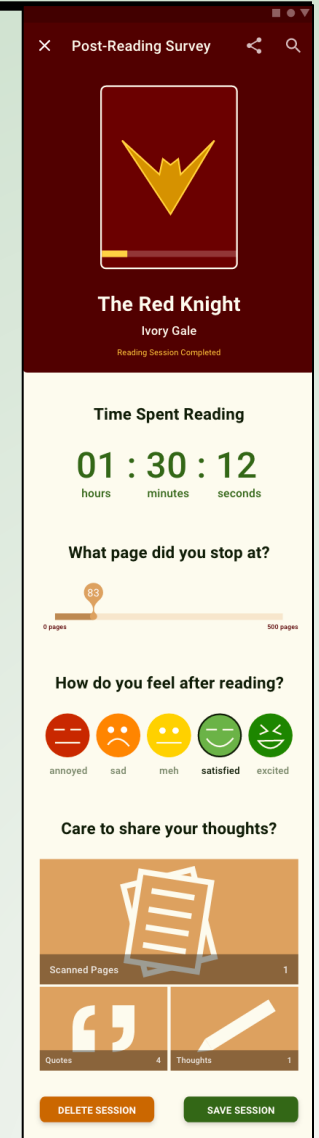 Post-Reading Survey
The Red Knight
Ivory Gale
Reading Session Completed
Time Spent Reading
01 : 30 : 12
hours minutes seconds
What page did you stop at?
83
0 pages 500 pages
How do you feel after reading?
annoyed sad meh satisfied excited
Care to share your thoughts?
Scanned Pages 1
Quotes 4 Thoughts 1
DELETE SESSION SAVE SESSION